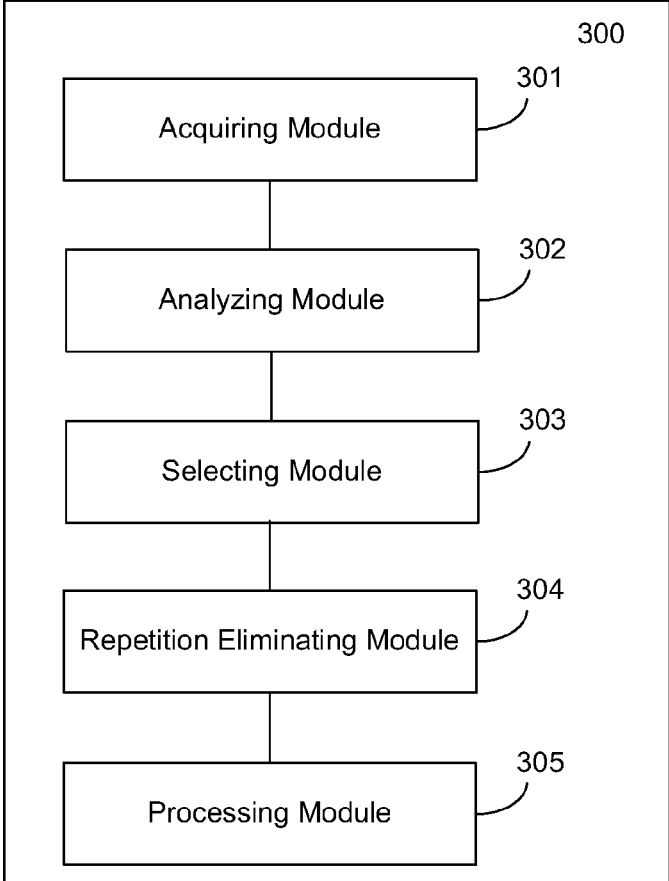 300
301
Acquiring Module
302
Analyzing Module
303
Selecting Module
304
Repetition Eliminating Module
305
Processing Module